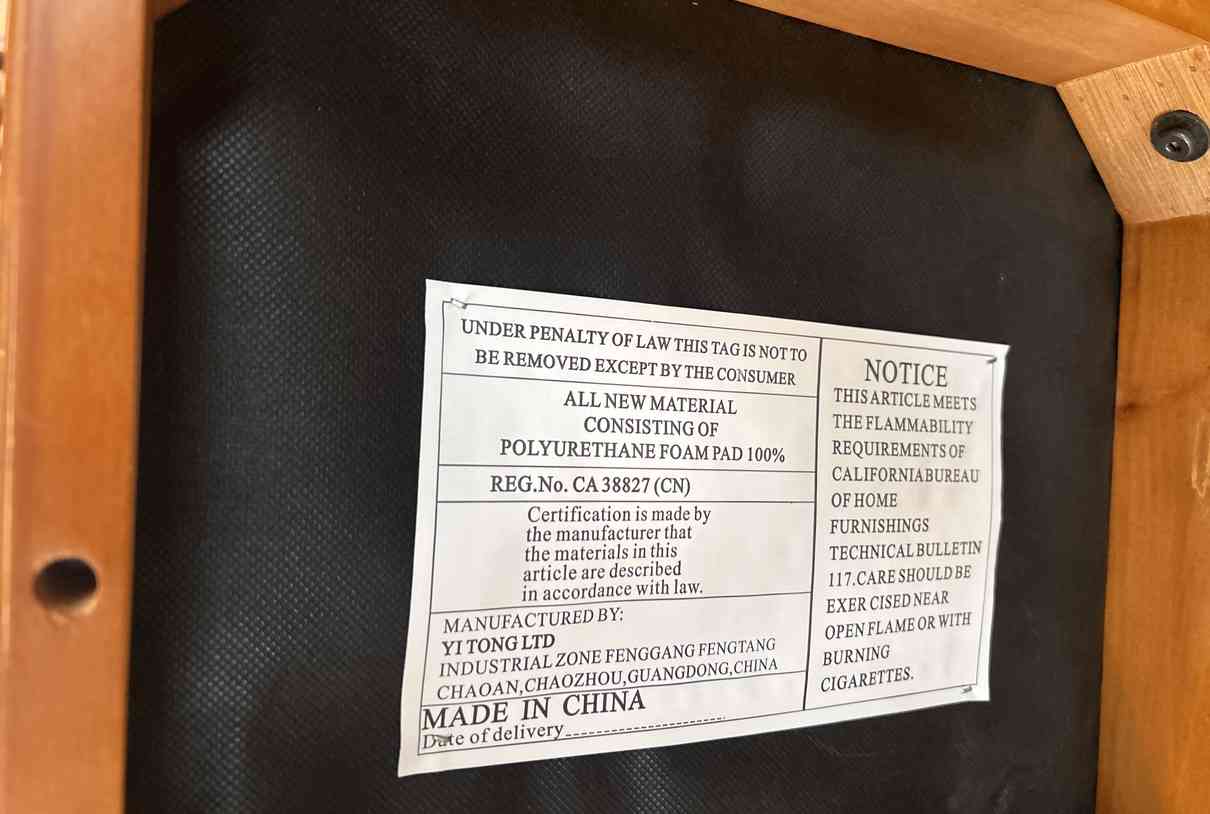 UNDER PENALTY OF LAW THIS TAG IS NOT TO
BE REMOVED EXCEPT BY THE CONSUMER
ALL NEW MATERIAL
CONSISTING OF
POLYURETHANE FOAM PAD 100%
REG.No. CA 38827 (CN)
Certification is made by
the manufacturer that
the materials in this
article are described
in accordance with law.
MANUFACTURED BY:
YI TONG LTD
INDUSTRIAL ZONE FENGGANG FENGTANG
CHAOAN,CHAOZHOU,GUANGDONG,CHINA
MADE IN CHINA
Date of delivery
NOTICE
THIS ARTICLE MEETS
THE FLAMMABILITY
REQUIREMENTS OF
CALIFORNIA BUREAU
OF HOME
FURNISHINGS
TECHNICAL BULLETIN
117.CARE SHOULD BE
EXER CISED NEAR
OPEN FLAME OR WITH
BURNING
CIGARETTES.